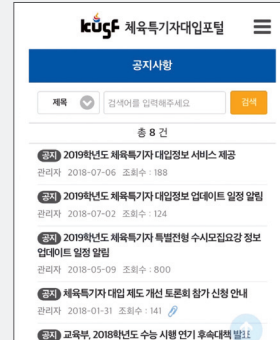 kusf 체육특기자대입포털
공지사항
제목 검색어를 입력해주세요 검색
총 8 건
공지 2019학년도 체육특기자 대입정보 서비스 제공
관리자 2018-07-06 조회수 : 188
공지 2019학년도 체육특기자 대입정보 업데이트 일정 알림
관리자 2018-07-02 조회수 : 124
공지 2019학년도 체육특기자 특별전형 수시모집요강 정보
업데이트 일정 알림
관리자 2018-05-09 조회수 : 800
공지 체육특기자 대입 제도 개선 토론회 참가 신청 안내
관리자 2018-01-31 조회수 : 141
공지 교육부, 2018학년도 수능 시행 연기 후속대책 발표